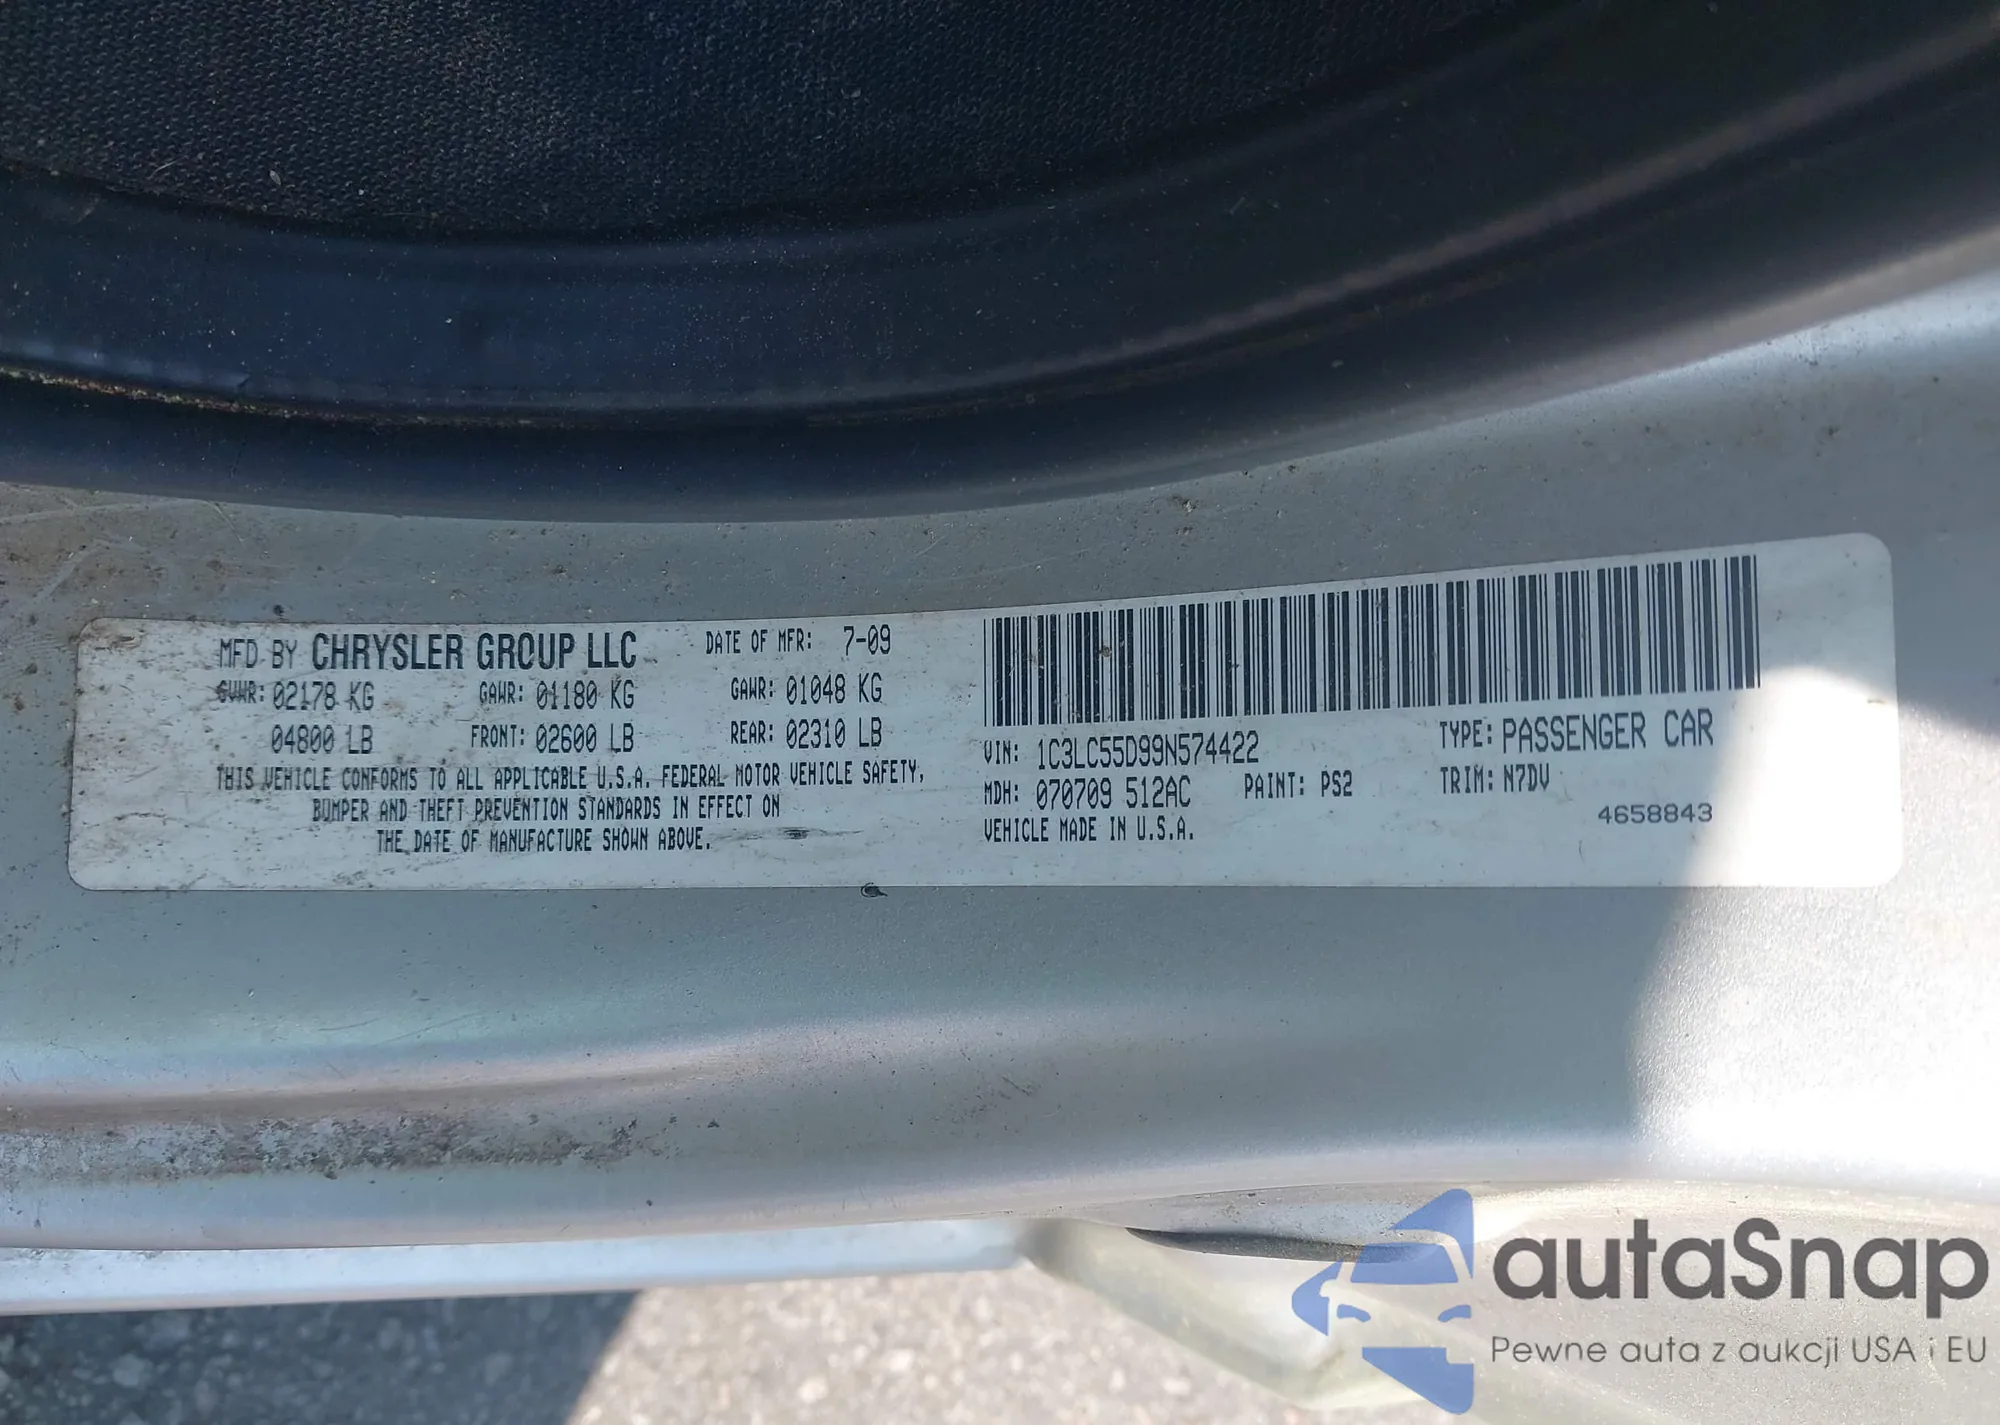 MFD BY CHRYSLER GROUP LLC DATE OF MFR: 7-09
GVWR: 02178 KG GAWR: 01180 KG GAWR: 01048 KG
04800 LB FRONT: 02600 LB REAR: 02310 LB
THIS VEHICLE CONFORMS TO ALL APPLICABLE U.S.A. FEDERAL MOTOR VEHICLE SAFETY,
BUMPER AND THEFT PREVENTION STANDARDS IN EFFECT ON
THE DATE OF MANUFACTURE SHOWN ABOVE.
VIN: 1C3LC55D99N574422 TYPE: PASSENGER CAR
MDH: 070709 512AC PAINT: PS2 TRIM: N7DV
VEHICLE MADE IN U.S.A. 4658843
autaSnap
Pewne auta z aukcji USA i EU